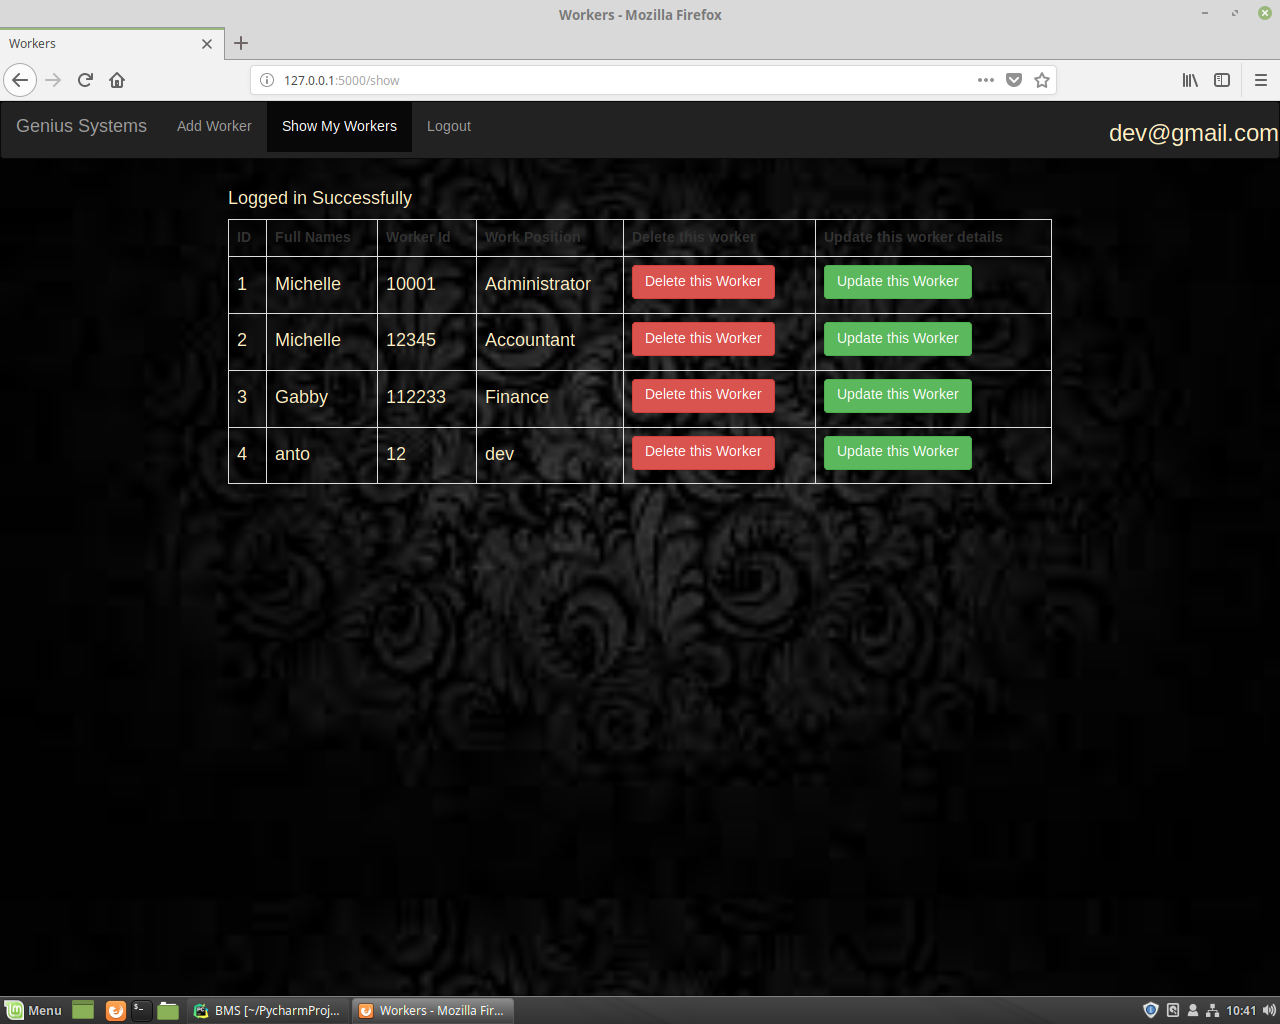 Workers - Mozilla Firefox
Workers
127.0.0.1:5000/show
Genius Systems Add Worker Show My Workers Logout dev@gmail.com
Logged in Successfully
ID Full Names Worker Id Work Position Delete this worker Update this worker details
1 Michelle 10001 Administrator Delete this Worker Update this Worker
2 Michelle 12345 Accountant Delete this Worker Update this Worker
3 Gabby 112233 Finance Delete this Worker Update this Worker
4 anto 12 dev Delete this Worker Update this Worker
Menu BMS [~/PycharmProj... Workers - Mozilla Fir... 10:41